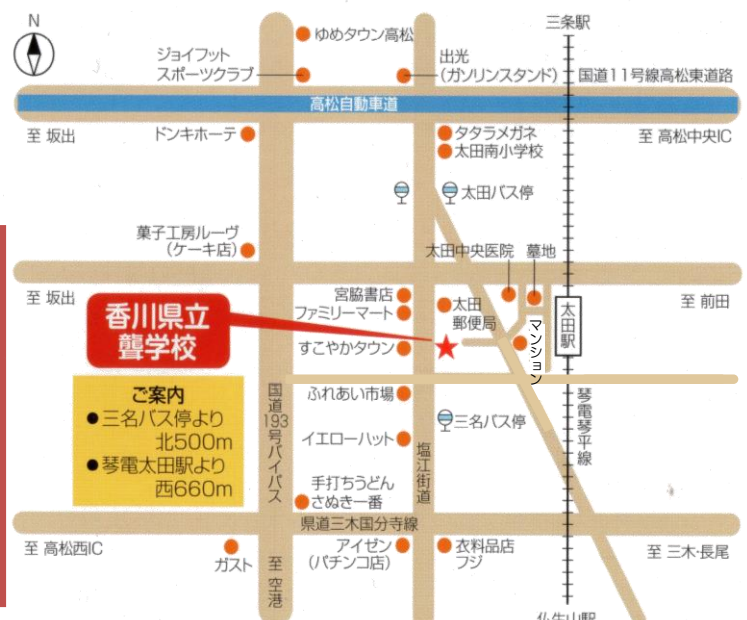 N
三条駅
ゆめタウン高松
ジョイフット
スポーツクラブ
出光
(ガソリンスタンド)
国道11号線高松東道路
高松自動車道
至 坂出
ドンキホーテ
タタラメガネ
太田南小学校
至 高松中央IC
太田バス停
菓子工房ルーヴ
(ケーキ店)
太田中央医院
墓地
至 坂出
宮脇書店
ファミリーマート
太田
郵便局
マンション
太田駅
至 前田
香川県立
聾学校
すこやかタウン
ご案内
●三名バス停より
北500m
●琴電太田駅より
西660m
国道193号バイパス
ふれあい市場
三名バス停
イエローハット
塩江街道
琴電琴平線
手打ちうどん
さぬき一番
県道三木国分寺線
至 高松西IC
ガスト
至 空港
アイゼン
(パチンコ店)
衣料品店
フジ
至 三木・長尾
仏生山駅